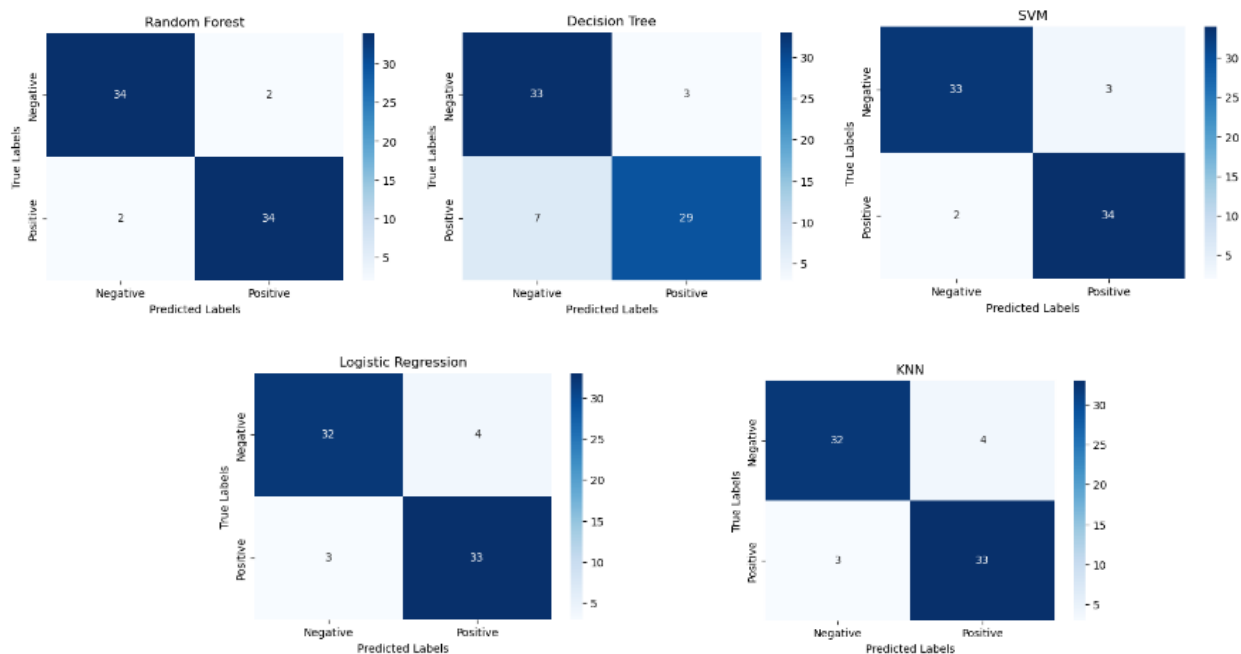 Random Forest
True Labels
Negative
Positive
34
2
2
34
30
25
20
15
10
5
Negative
Positive
Predicted Labels
Decision Tree
True Labels
Negative
Positive
33
3
7
29
30
25
20
15
10
5
Negative
Positive
Predicted Labels
SVM
True Labels
Negative
Positive
33
3
2
34
30
25
20
15
10
5
Negative
Positive
Predicted Labels
Logistic Regression
True Labels
Negative
Positive
32
4
3
33
30
25
20
15
10
5
Negative
Positive
Predicted Labels
KNN
True Labels
Negative
Positive
32
4
3
33
30
25
20
15
10
5
Negative
Positive
Predicted Labels